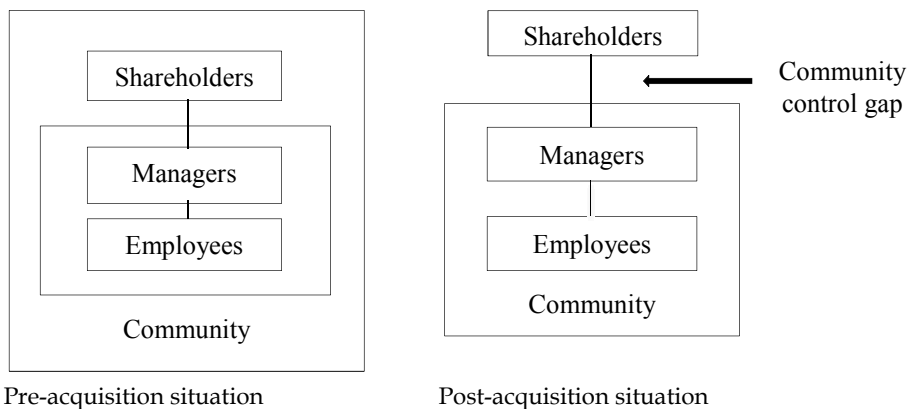 Shareholders
Managers
Employees
Community
Pre-acquisition situation
Shareholders
Community
control gap
Managers
Employees
Community
Post-acquisition situation